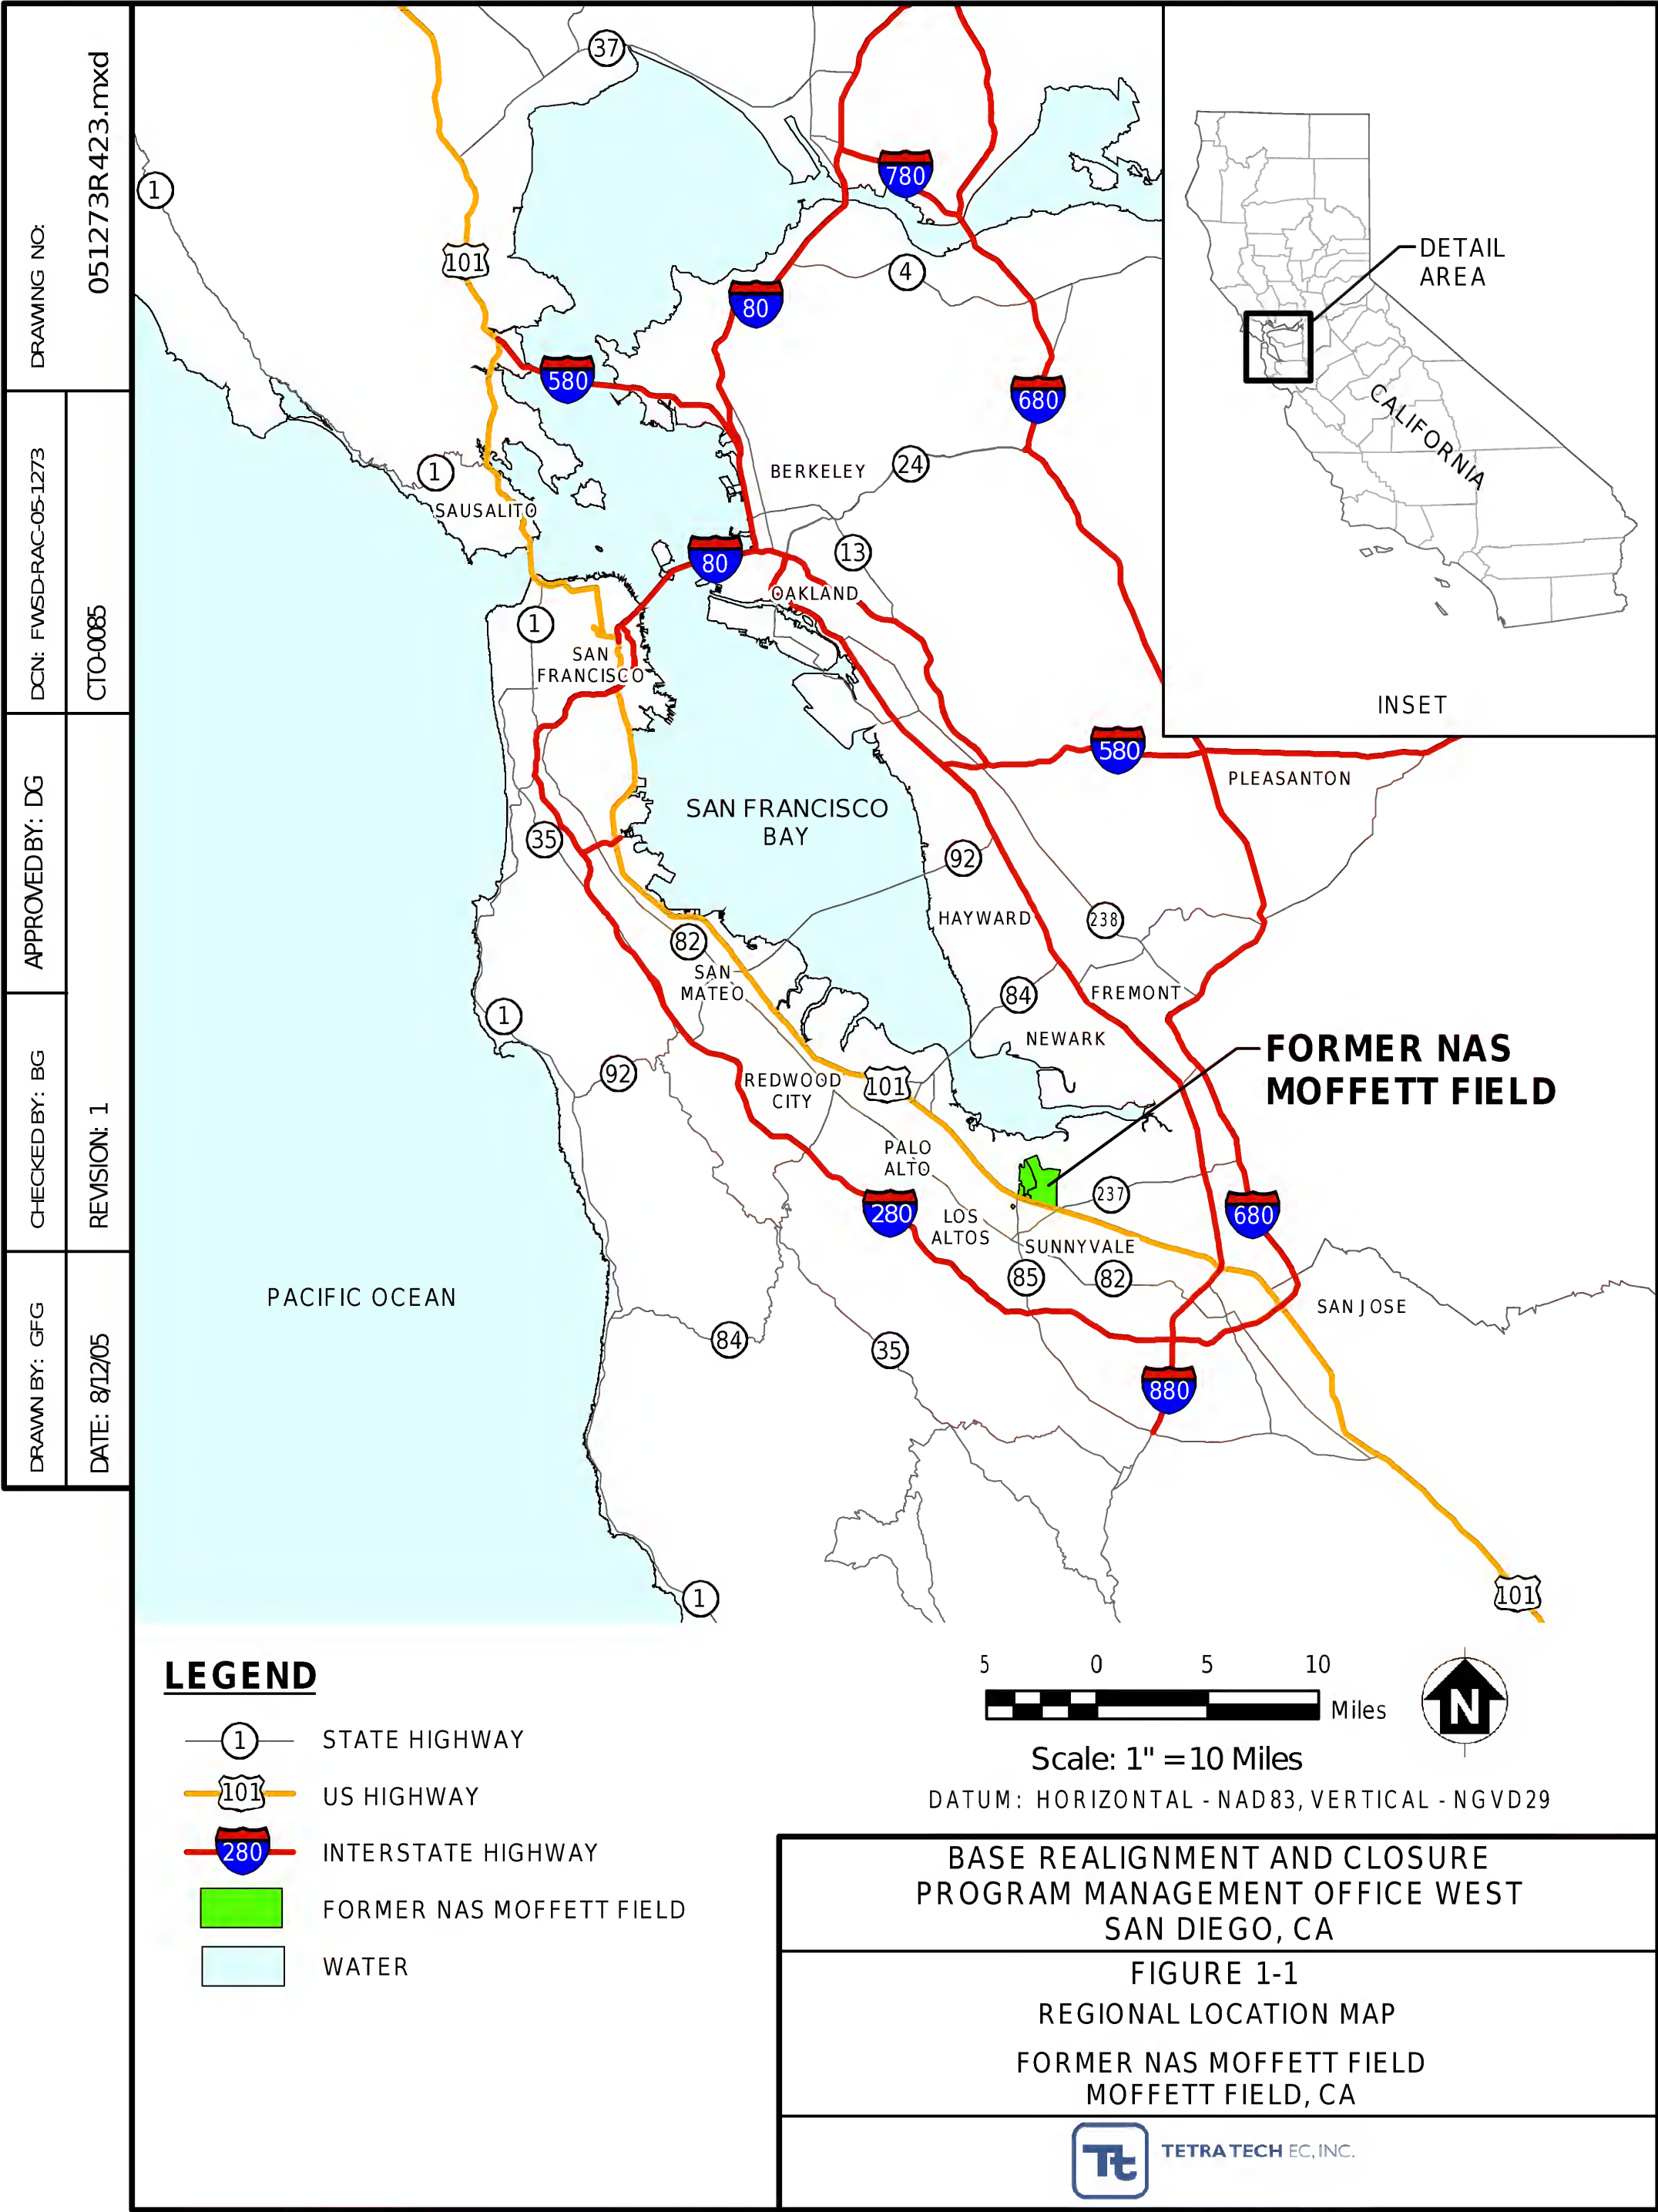 DRAWING NO:
051273R423.mxd
DCN: FWSD-RAC-05-1273
CTO-0085
APPROVED BY: DG
CHECKED BY: BG
REVISION: 1
DRAWN BY: GFG
DATE: 8/12/05
37
1
780
101
4
80
580
680
DETAIL
AREA
CALIFORNIA
INSET
BERKELEY
24
1
SAUSALITO
80
13
OAKLAND
1
SAN
FRANCISCO
580
PLEASANTON
SAN FRANCISCO
BAY
35
92
HAYWARD
238
82
SAN
MATEO
84
FREMONT
1
NEWARK
FORMER NAS
MOFFETT FIELD
92
REDWOOD
CITY
101
PALO
ALTO
237
280
LOS
ALTOS
680
SUNNYVALE
85
82
PACIFIC OCEAN
SAN JOSE
84
35
880
1
101
LEGEND
1 STATE HIGHWAY
101 US HIGHWAY
280 INTERSTATE HIGHWAY
FORMER NAS MOFFETT FIELD
WATER
5 0 5 10
Miles
N
Scale: 1" = 10 Miles
DATUM: HORIZONTAL - NAD83, VERTICAL - NGVD29
BASE REALIGNMENT AND CLOSURE
PROGRAM MANAGEMENT OFFICE WEST
SAN DIEGO, CA
FIGURE 1-1
REGIONAL LOCATION MAP
FORMER NAS MOFFETT FIELD
MOFFETT FIELD, CA
Tt TETRA TECH EC, INC.